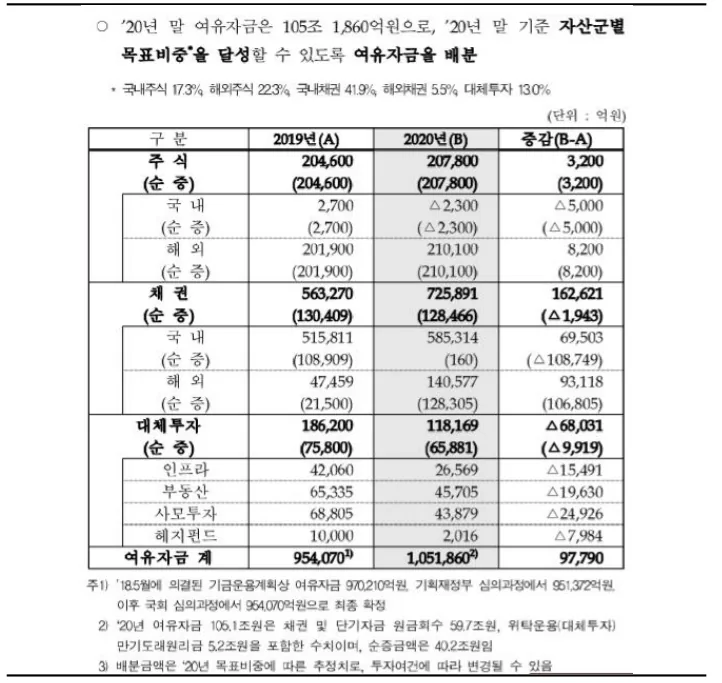 ○ '20년 말 여유자금은 105조 1,860억원으로, '20년 말 기준 자산군별
목표비중*을 달성할 수 있도록 여유자금을 배분
* 국내주식 17.3%, 해외주식 22.3%, 국내채권 41.9%, 해외채권 5.5%, 대체투자 13.0%
(단위 : 억원)
구 분 2019년(A) 2020년(B) 증감(B-A)
주 식 204,600 207,800 3,200
(순 증) (204,600) (207,800) (3,200)
국 내 2,700 △2,300 △5,000
(순 증) (2,700) (△2,300) (△5,000)
해 외 201,900 210,100 8,200
(순 증) (201,900) (210,100) (8,200)
채 권 563,270 725,891 162,621
(순 증) (130,409) (128,466) (△1,943)
국 내 515,811 585,314 69,503
(순 증) (108,909) (160) (△108,749)
해 외 47,459 140,577 93,118
(순 증) (21,500) (128,305) (106,805)
대체투자 186,200 118,169 △68,031
(순 증) (75,800) (65,881) (△9,919)
인프라 42,060 26,569 △15,491
부동산 65,335 45,705 △19,630
사모투자 68,805 43,879 △24,926
헤지펀드 10,000 2,016 △7,984
여유자금 계 954,070¹⁾ 1,051,860²⁾ 97,790
주1) '18.5월에 의결된 기금운용계획상 여유자금 970,210억원, 기획재정부 심의과정에서 951,372억원,
이후 국회 심의과정에서 954,070억원으로 최종 확정
2) '20년 여유자금 105.1조원은 채권 및 단기자금 원금회수 59.7조원, 위탁운용(대체투자)
만기도래원리금 5.2조원을 포함한 수치이며, 순증금액은 40.2조원임
3) 배분금액은 '20년 목표비중에 따른 추정치로, 투자여건에 따라 변경될 수 있음